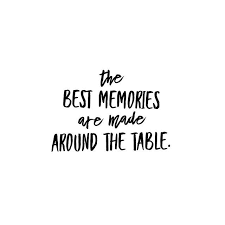 the
BEST MEMORIES
are made
AROUND THE TABLE.